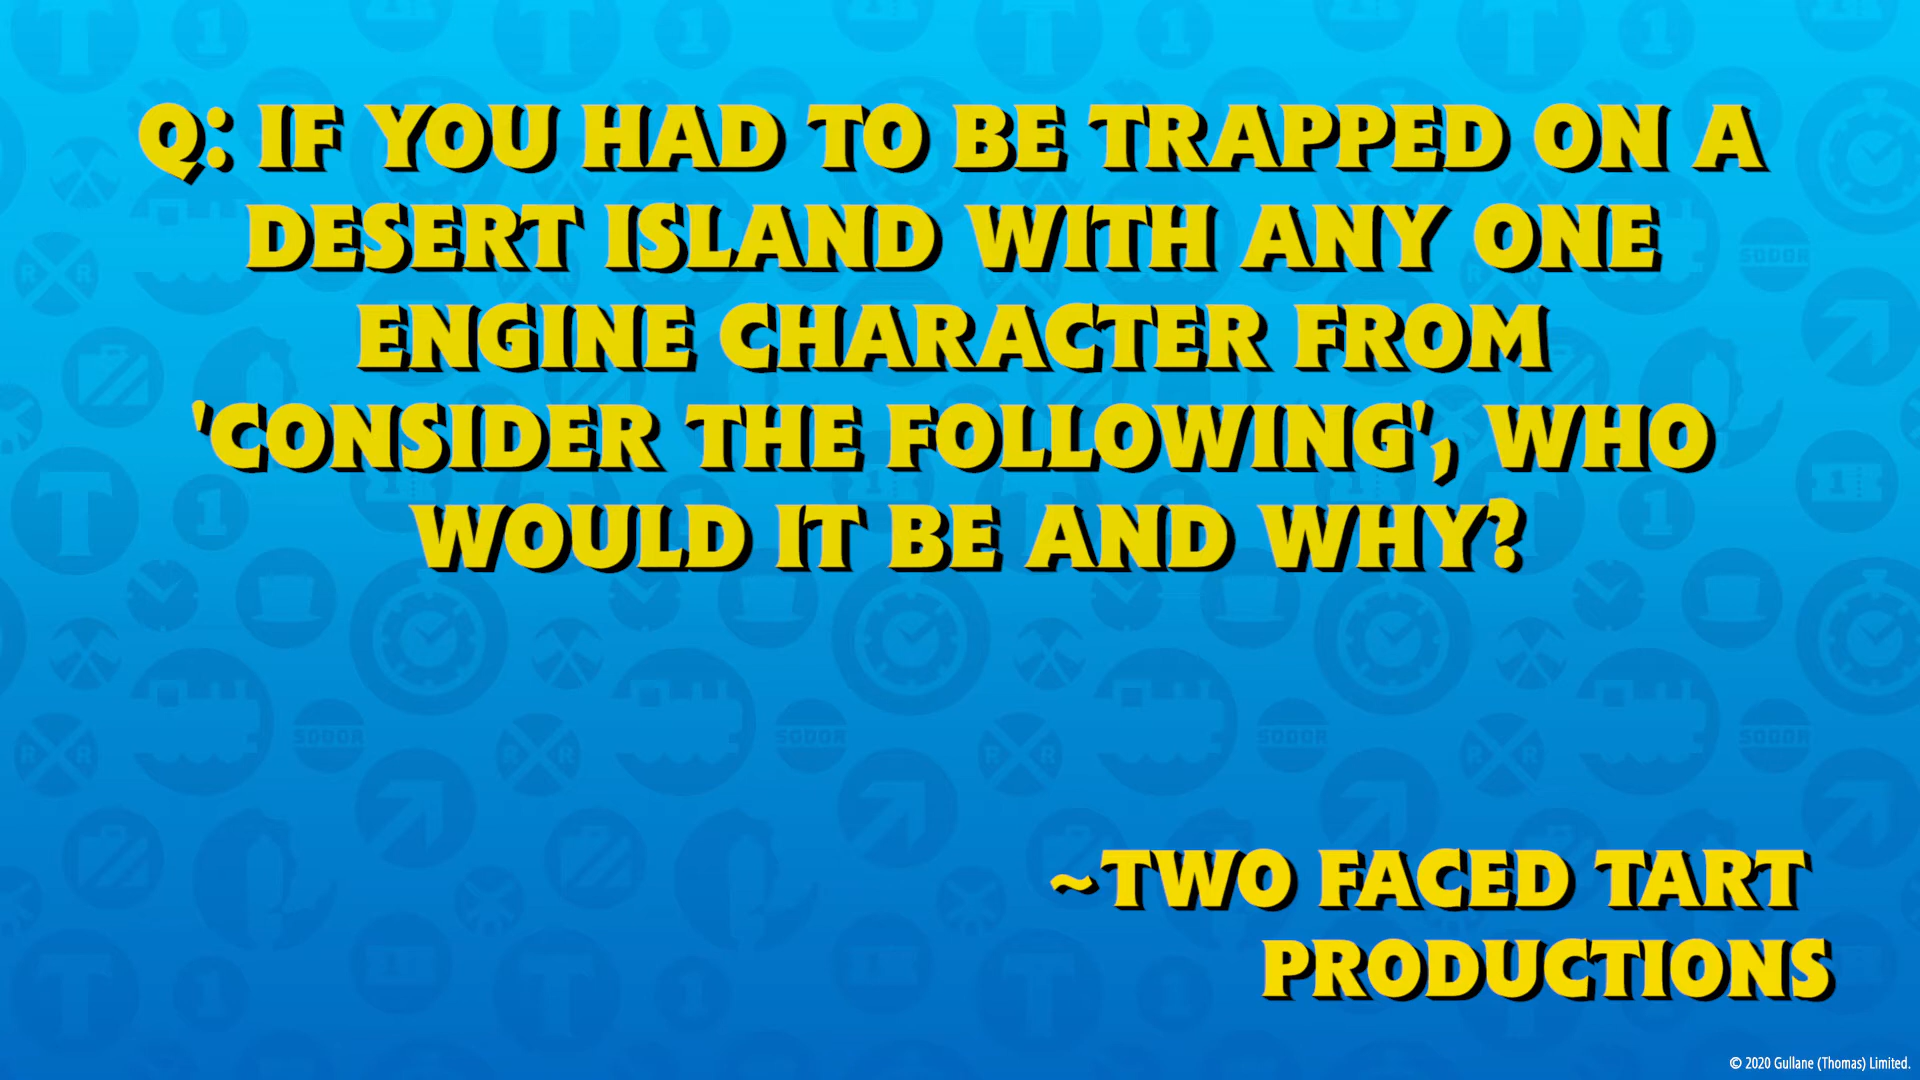 Q: IF YOU HAD TO BE TRAPPED ON A
DESERT ISLAND WITH ANY ONE
ENGINE CHARACTER FROM
'CONSIDER THE FOLLOWING', WHO
WOULD IT BE AND WHY?
~TWO FACED TART
PRODUCTIONS
© 2020 Gullane (Thomas) Limited.